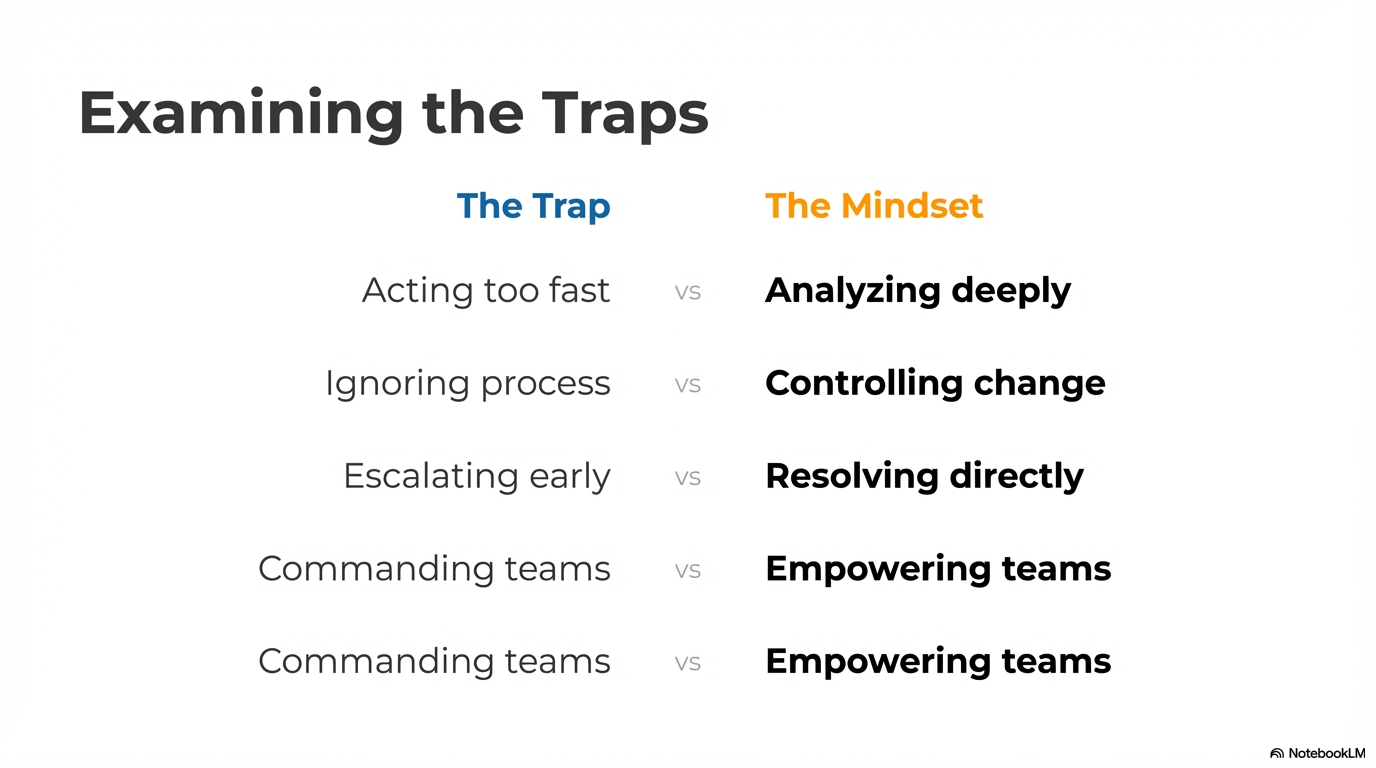 Examining the Traps
The Trap The Mindset
Acting too fast vs Analyzing deeply
Ignoring process vs Controlling change
Escalating early vs Resolving directly
Commanding teams vs Empowering teams
Commanding teams vs Empowering teams
NotebookLM